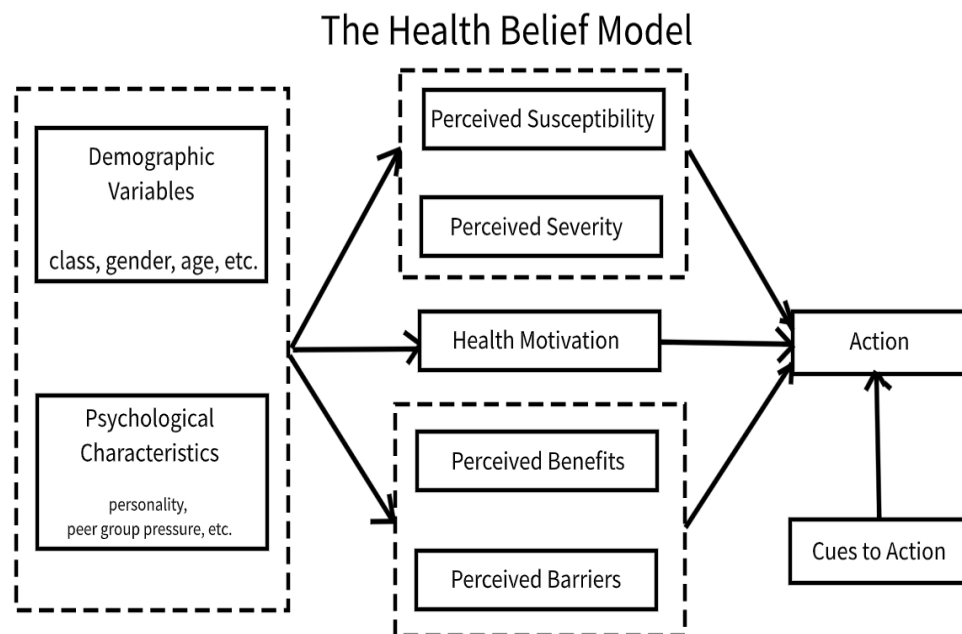 The Health Belief Model
Demographic
Variables
class, gender, age, etc.
Psychological
Characteristics
personality,
peer group pressure, etc.
Perceived Susceptibility
Perceived Severity
Health Motivation
Perceived Benefits
Perceived Barriers
Action
Cues to Action